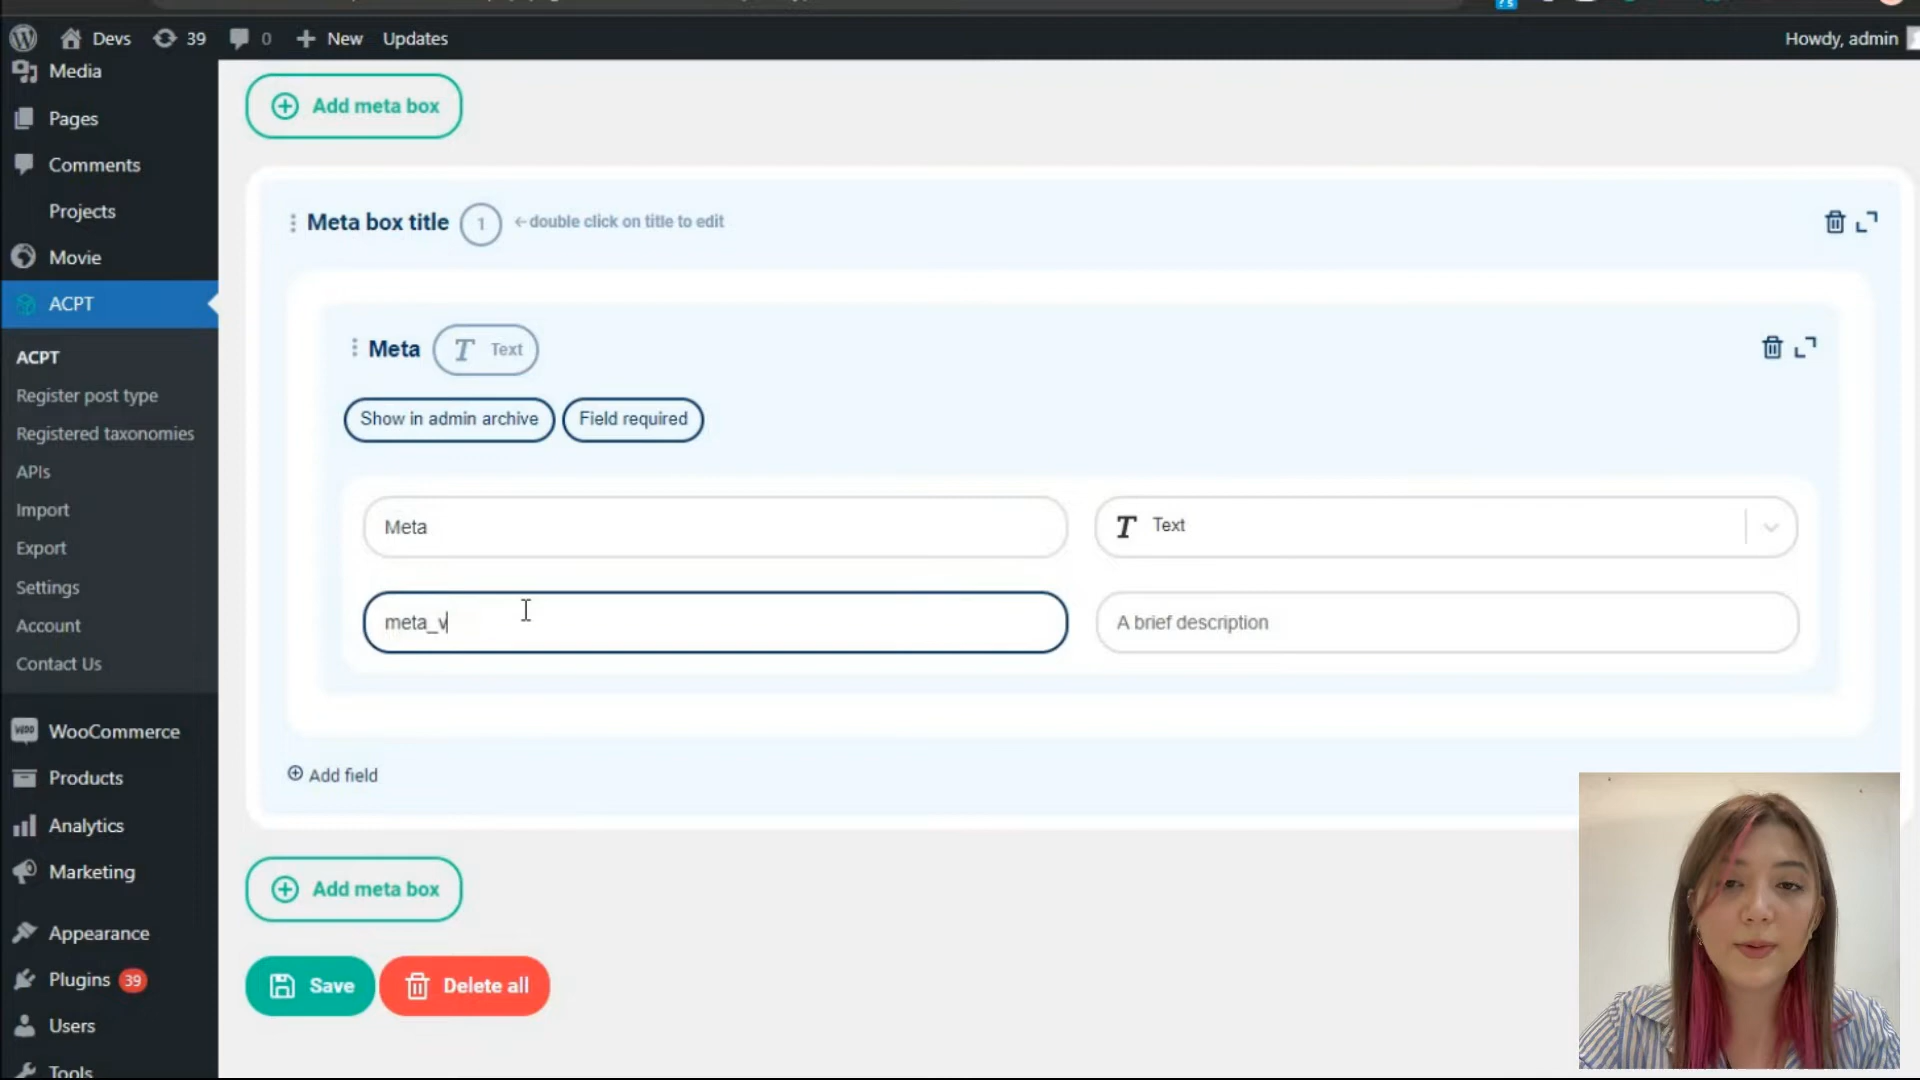 Devs
39
0
New
Updates
Howdy, admin
Media
Pages
Comments
Projects
Movie
ACPT
ACPT
Register post type
Registered taxonomies
APIs
Import
Export
Settings
Account
Contact Us
WooCommerce
Products
Analytics
Marketing
Appearance
Plugins 39
Users
Tools
Add meta box
Meta box title 1 ←double click on title to edit
Meta T Text
Show in admin archive Field required
Meta
T Text
meta_v
A brief description
Add field
Add meta box
Save Delete all